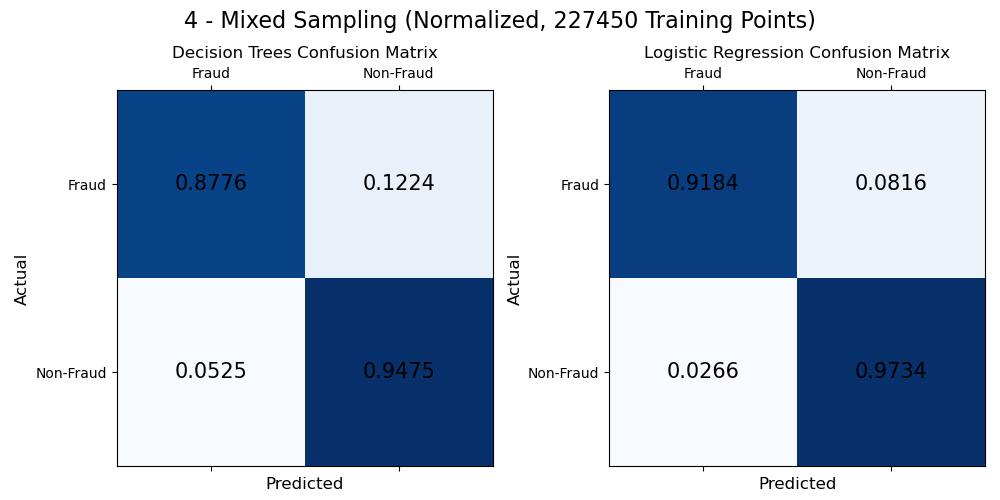 4 - Mixed Sampling (Normalized, 227450 Training Points)
Decision Trees Confusion Matrix
Fraud Non-Fraud
Actual
Fraud 0.8776 0.1224
Non-Fraud 0.0525 0.9475
Predicted
Logistic Regression Confusion Matrix
Fraud Non-Fraud
Actual
Fraud 0.9184 0.0816
Non-Fraud 0.0266 0.9734
Predicted